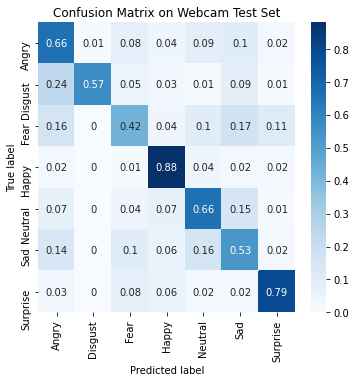 Confusion Matrix on Webcam Test Set
Angry 0.66 0.01 0.08 0.04 0.09 0.1 0.02
Disgust 0.24 0.57 0.05 0.03 0.01 0.09 0.01
Fear 0.16 0 0.42 0.04 0.1 0.17 0.11
Happy 0.02 0 0.01 0.88 0.04 0.02 0.02
Neutral 0.07 0 0.04 0.07 0.66 0.15 0.01
Sad 0.14 0 0.1 0.06 0.16 0.53 0.02
Surprise 0.03 0 0.08 0.06 0.02 0.02 0.79
Angry Disgust Fear Happy Neutral Sad Surprise
Predicted label
True label
0.8
0.7
0.6
0.5
0.4
0.3
0.2
0.1
0.0